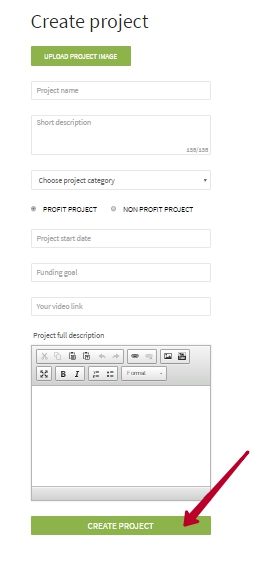 Create project
UPLOAD PROJECT IMAGE
Project name
Short description
135/135
Choose project category
PROFIT PROJECT NON PROFIT PROJECT
Project start date
Funding goal
Your video link
Project full description
B I
Format
CREATE PROJECT